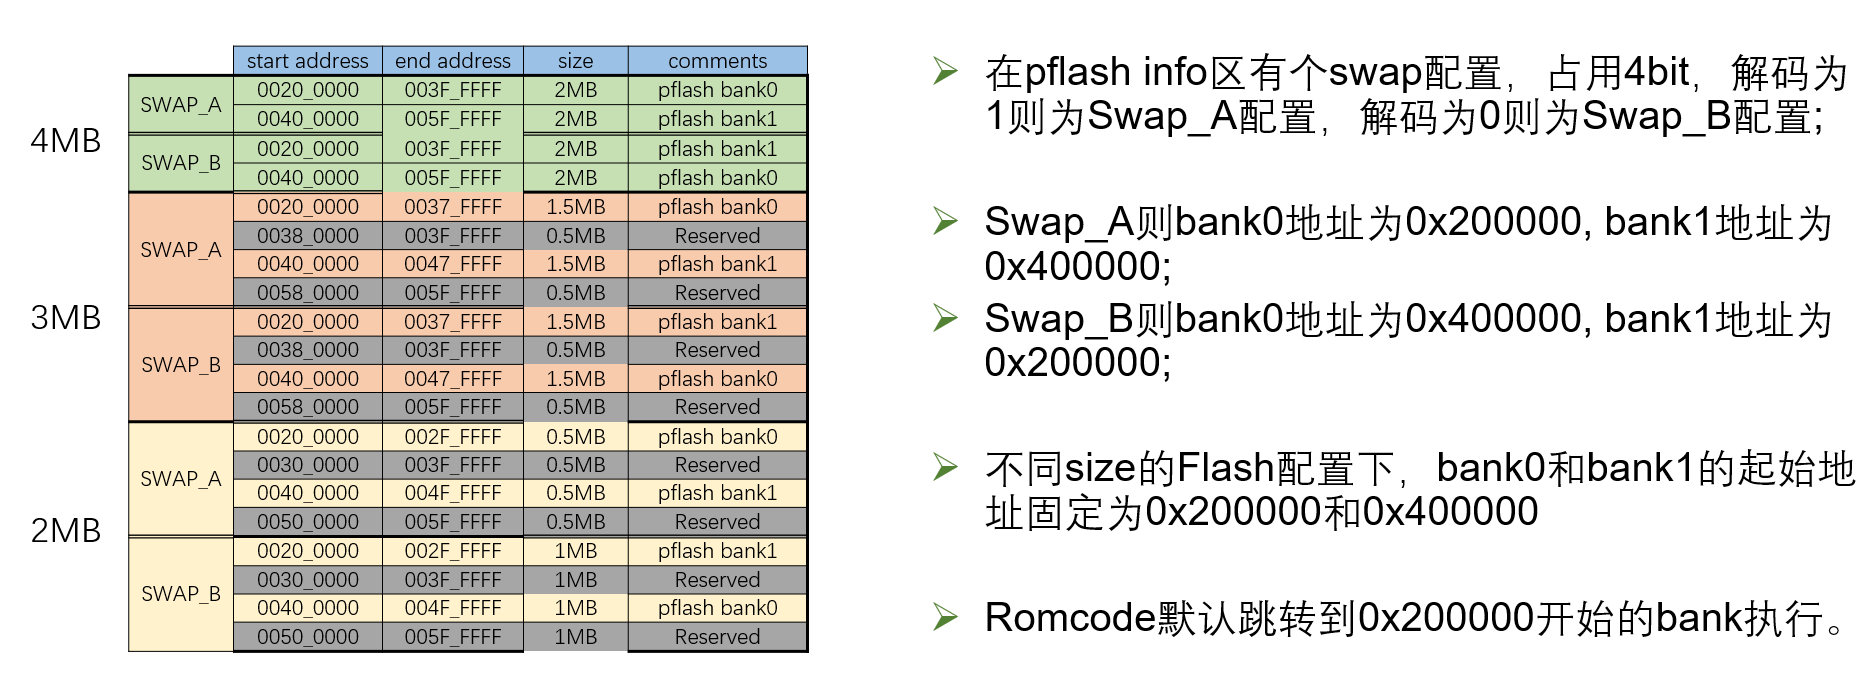 start address end address size comments
4MB
SWAP_A
0020_0000 003F_FFFF 2MB pflash bank0
0040_0000 005F_FFFF 2MB pflash bank1
SWAP_B
0020_0000 003F_FFFF 2MB pflash bank1
0040_0000 005F_FFFF 2MB pflash bank0
3MB
SWAP_A
0020_0000 0037_FFFF 1.5MB pflash bank0
0038_0000 003F_FFFF 0.5MB Reserved
0040_0000 0047_FFFF 1.5MB pflash bank1
0058_0000 005F_FFFF 0.5MB Reserved
SWAP_B
0020_0000 0037_FFFF 1.5MB pflash bank1
0038_0000 003F_FFFF 0.5MB Reserved
0040_0000 0047_FFFF 1.5MB pflash bank0
0058_0000 005F_FFFF 0.5MB Reserved
2MB
SWAP_A
0020_0000 002F_FFFF 0.5MB pflash bank0
0030_0000 003F_FFFF 0.5MB Reserved
0040_0000 004F_FFFF 0.5MB pflash bank1
0050_0000 005F_FFFF 0.5MB Reserved
SWAP_B
0020_0000 002F_FFFF 1MB pflash bank1
0030_0000 003F_FFFF 1MB Reserved
0040_0000 004F_FFFF 1MB pflash bank0
0050_0000 005F_FFFF 1MB Reserved
在pflash info区有个swap配置，占用4bit，解码为
1则为Swap_A配置，解码为0则为Swap_B配置;
Swap_A则bank0地址为0x200000, bank1地址为
0x400000;
Swap_B则bank0地址为0x400000, bank1地址为
0x200000;
不同size的Flash配置下，bank0和bank1的起始地
址固定为0x200000和0x400000
Romcode默认跳转到0x200000开始的bank执行。